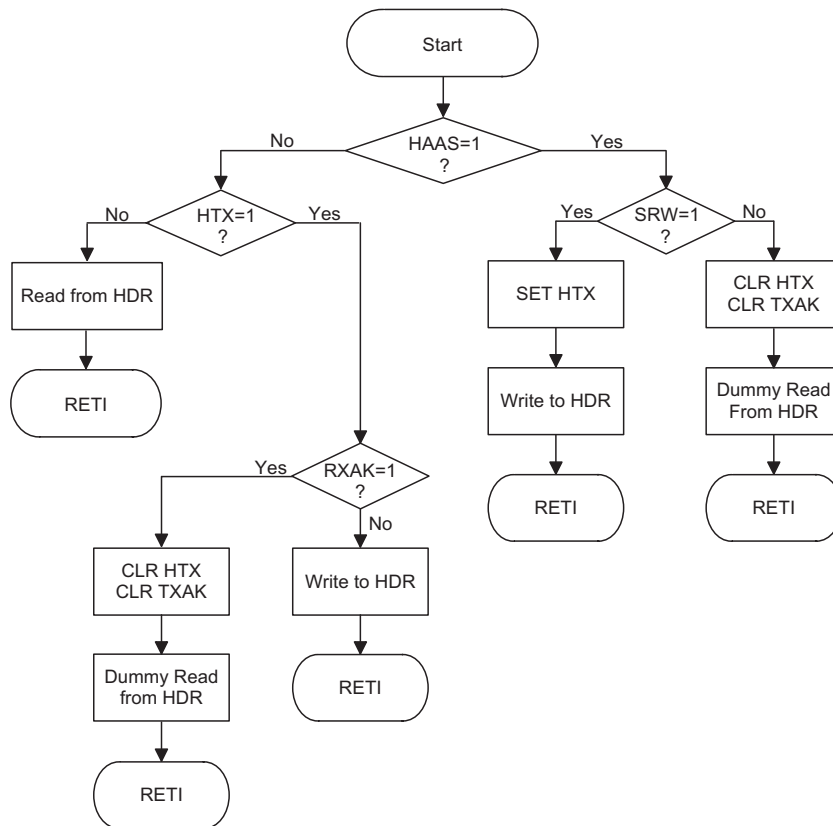 Start
No
HAAS=1
?
Yes
No
HTX=1
?
Yes
Yes
SRW=1
?
No
Read from HDR
SET HTX
CLR HTX
CLR TXAK
RETI
Write to HDR
Dummy Read
From HDR
Yes
RXAK=1
?
No
RETI
RETI
CLR HTX
CLR TXAK
Write to HDR
Dummy Read
from HDR
RETI
RETI